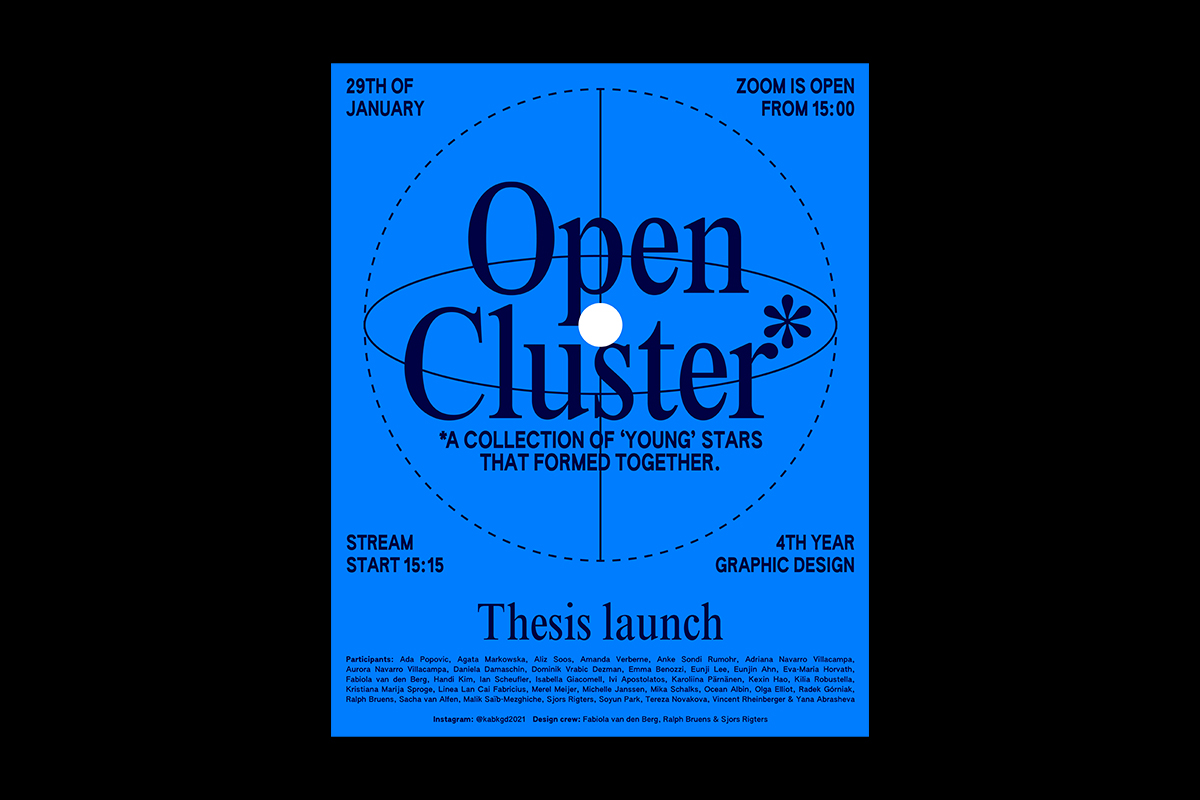 29TH OF
JANUARY
ZOOM IS OPEN
FROM 15:00
Open
Cluster*
*A COLLECTION OF ‘YOUNG’ STARS
THAT FORMED TOGETHER.
STREAM
START 15:15
4TH YEAR
GRAPHIC DESIGN
Thesis launch
Participants: Ada Popovic, Agata Markowska, Aliz Soos, Amanda Verberne, Anke Sondi Rumohr, Adriana Navarro Villacampa,
Aurora Navarro Villacampa, Daniela Damaschin, Dominik Vrabic Dezman, Emma Benozzi, Eunji Lee, Eunjin Ahn, Eva-Maria Horvath,
Fabiola van den Berg, Handi Kim, Ian Scheufler, Isabella Giacomell, Ivi Apostolatos, Karoliina Pärnänen, Kexin Hao, Kilia Robustella,
Kristiana Marija Sproge, Linea Lan Cai Fabricius, Merel Meijer, Michelle Janssen, Mika Schalks, Ocean Albin, Olga Elliot, Radek Górniak,
Ralph Bruens, Sacha van Alfen, Malik Saïb-Mezghiche, Sjors Rigters, Soyun Park, Tereza Novakova, Vincent Rheinberger & Yana Abrasheva
Instagram: @kabkgd2021 Design crew: Fabiola van den Berg, Ralph Bruens & Sjors Rigters